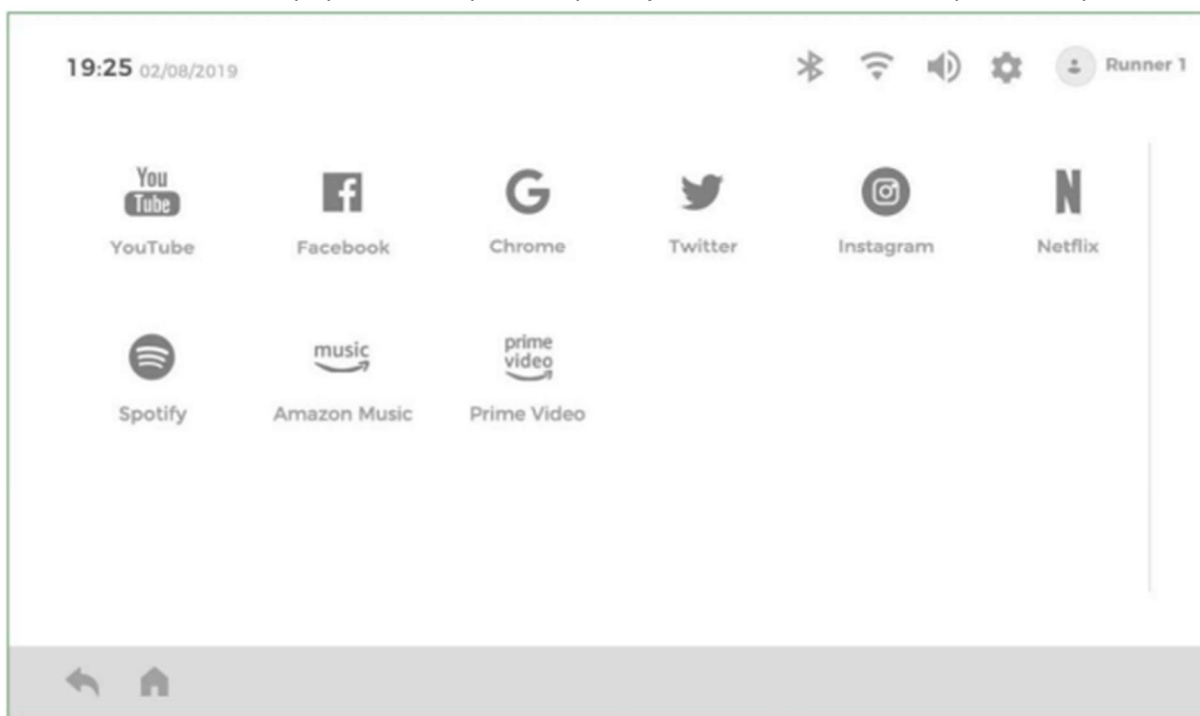 19:25 02/08/2019 Runner 1
You
Tube
YouTube Facebook Chrome Twitter Instagram Netflix
music
prime
video
Spotify Amazon Music Prime Video